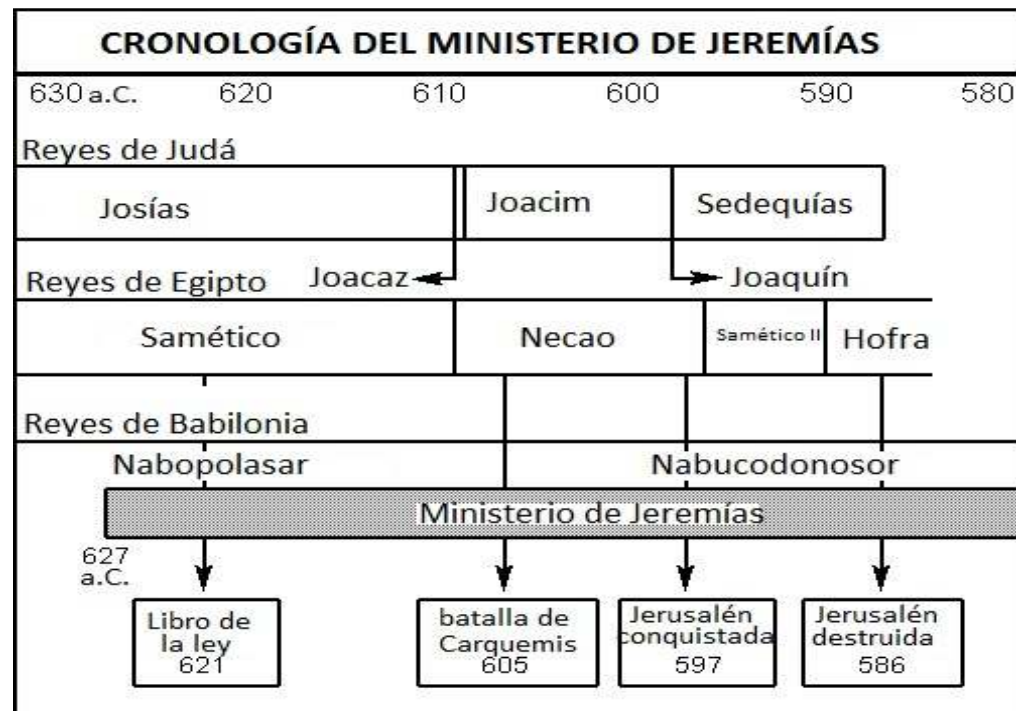 CRONOLOGÍA DEL MINISTERIO DE JEREMÍAS
630 a.C. 620 610 600 590 580
Reyes de Judá
Josías Joacim Sedequías
Reyes de Egipto Joacaz Joaquín
Samético Necao Samético II Hofra
Reyes de Babilonia
Nabopolasar Nabucodonosor
Ministerio de Jeremías
627
a.C.
Libro de
la ley
621
batalla de
Carquemis
605
Jerusalén
conquistada
597
Jerusalén
destruida
586